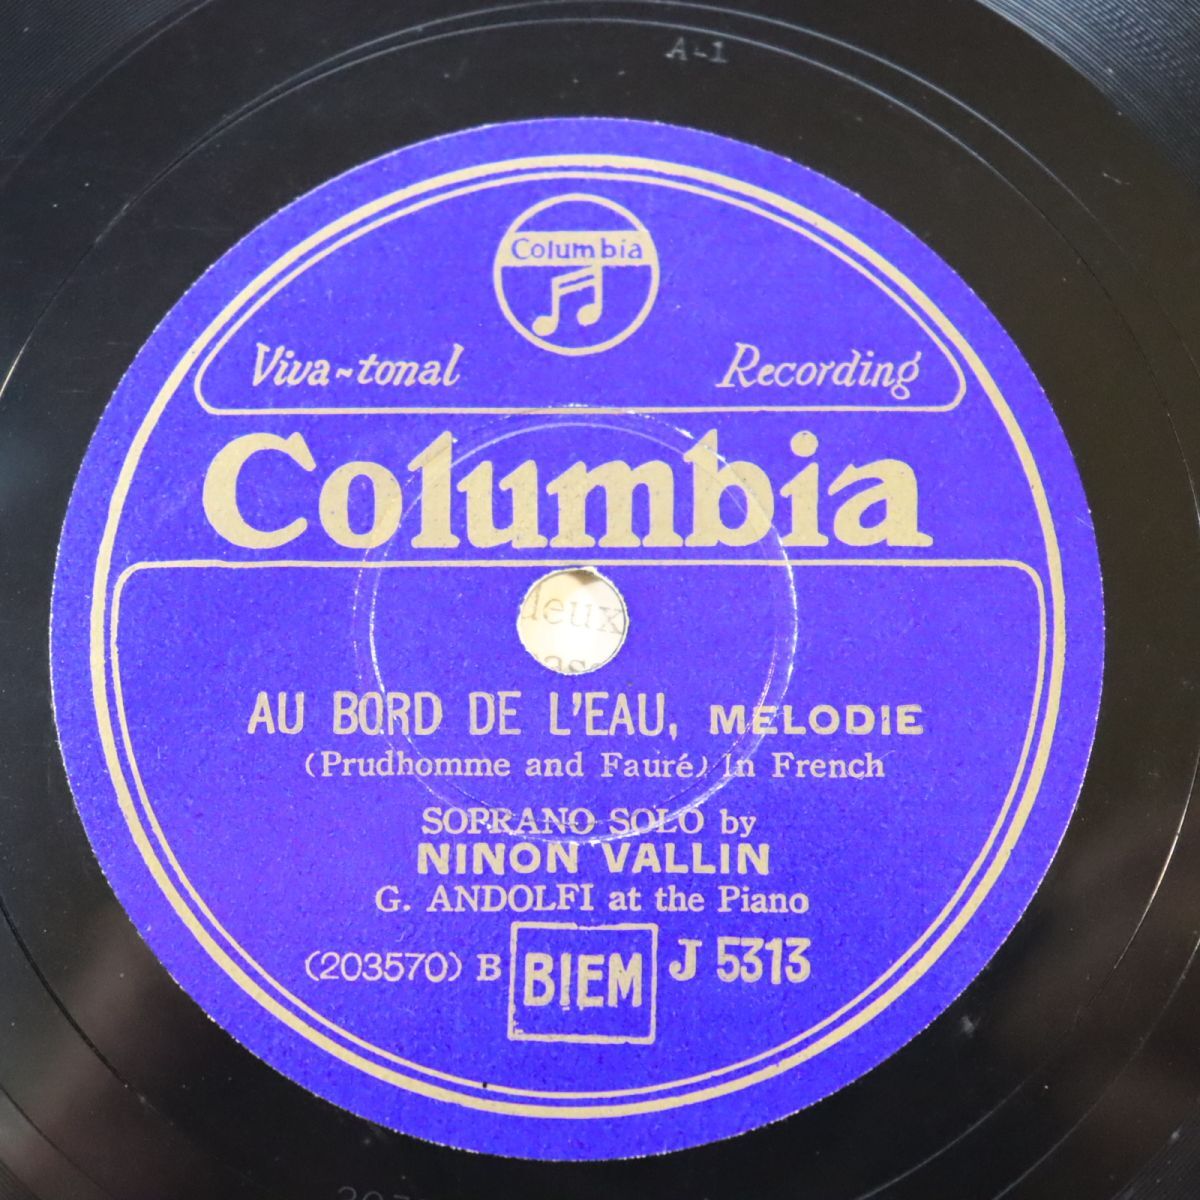 A-1
Columbia
Viva~tonal Recording
Columbia
deux
AU BORD DE L'EAU, MELODIE
(Prudhomme and Fauré) In French
SOPRANO SOLO by
NINON VALLIN
G. ANDOLFI at the Piano
(203570) B BIEM J 5313